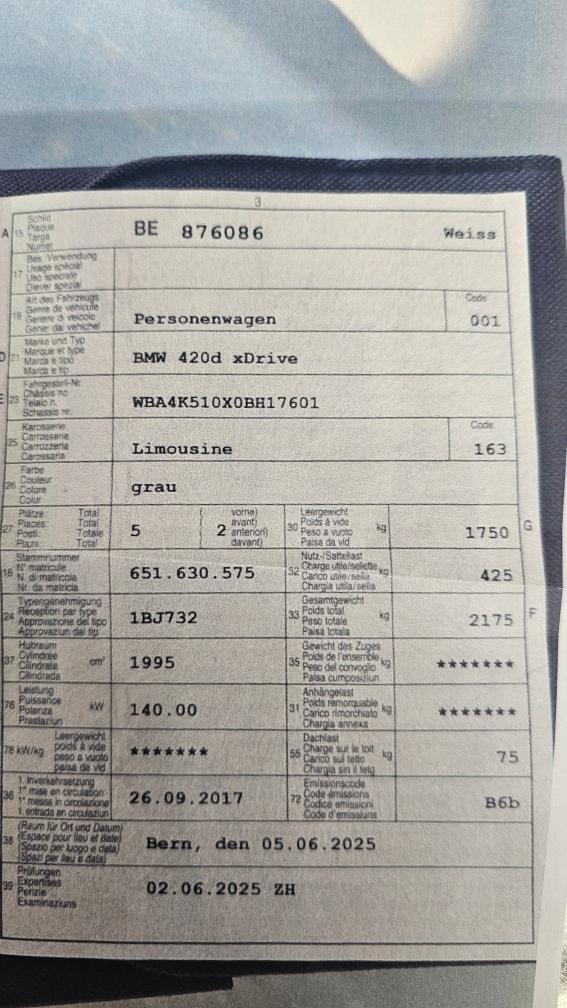 3
A 15 Schild
Plaque
Targa
Numer
BE 876086 Weiss
17 Bes. Verwendung
Usage spécial
Uso speciale
Diever spezial
19 Art des Fahrzeugs
Genre de véhicule
Genere di veicolo
Gener dal vehichel
Personenwagen
Code
001
D 21 Marke und Typ
Marque et type
Marca e tipo
Marca e tip
BMW 420d xDrive
E 23 Fahrgestell-Nr.
Châssis no
Telaio n.
Schassis nr.
WBA4K510X0BH17601
25 Karosserie
Carrosserie
Carrozzeria
Carossaria
Limousine
Code
163
26 Farbe
Couleur
Colore
Colur
grau
27 Plätze: Total
Places: Total
Posti: Totale
Plazs: Total
5
(vorne)
avant)
anteriori)
davant)
2
30 Leergewicht
Poids à vide
Peso a vuoto
Paisa da vid
kg
1750 G
18 Stammnummer
N° matricule
N. di matricola
Nr. da matricla
651.630.575
32 Nutz-/Sattellast
Charge utile/sellette
Carico utile/sella
Chargia utila/sella
kg
425
24 Typengenehmigung
Réception par type
Approvazione del tipo
Approvaziun dal tip
1BJ732
33 Gesamtgewicht
Poids total
Peso totale
Paisa totala
kg
2175 F
37 Hubraum
Cylindrée
Cilindrata
Cilindrada
cm³
1995
35 Gewicht des Zuges
Poids de l'ensemble
Peso del convoglio
Paisa cumposiziun
kg
*******
76 Leistung
Puissance
Potenza
Prestaziun
kW
140.00
31 Anhängelast
Poids remorquable
Carico rimorchiato
Chargia annexa
kg
*******
78 kW/kg Leergewicht
poids à vide
peso a vuoto
paisa da vid
*******
55 Dachlast
Charge sur le toit
Carico sul tetto
Chargia sin il tetg
kg
75
36 1. Inverkehrsetzung
1re mise en circulation
1a messa in circolazione
1. entrada en circulaziun
26.09.2017
72 Emissionscode
Code émissions
Codice emissioni
Code d'emissiuns
B6b
38 (Raum für Ort und Datum)
(Espace pour lieu et date)
(Spazio per luogo e data)
(Spazi per lieu e data)
Bern, den 05.06.2025
39 Prüfungen
Expertises
Perizie
Examinaziuns
02.06.2025 ZH